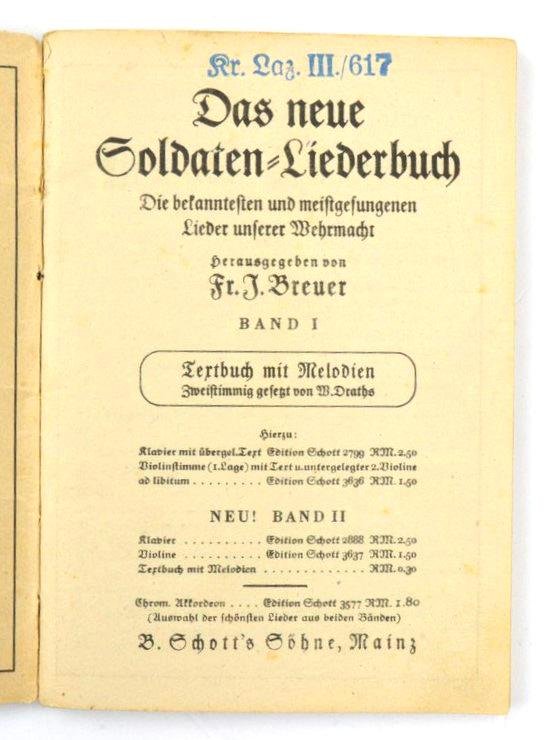 Kr. Laz. III./617
Das neue
Soldaten-Liederbuch
Die bekanntesten und meistgesungenen
Lieder unserer Wehrmacht
Herausgegeben von
Fr. J. Breuer
BAND I
Textbuch mit Melodien
Zweistimmig gesetzt von W. Draths
Hierzu:
Klavier mit übergel. Text Edition Schott 2799 RM. 2.50
Violinstimme (1. Lage) mit Text u. untergelegter 2. Violine
ad libitum . . . . . . . . . Edition Schott 3636 RM. 1.50
NEU! BAND II
Klavier . . . . . . . . . . Edition Schott 2888 RM. 2.50
Violine . . . . . . . . . . Edition Schott 3637 RM. 1.50
Textbuch mit Melodien . . . . . . . . . . . . . RM. 0.30
Chrom. Akkordeon . . . . Edition Schott 3577 RM. 1.80
(Auswahl der schönsten Lieder aus beiden Bänden)
B. Schott's Söhne, Mainz